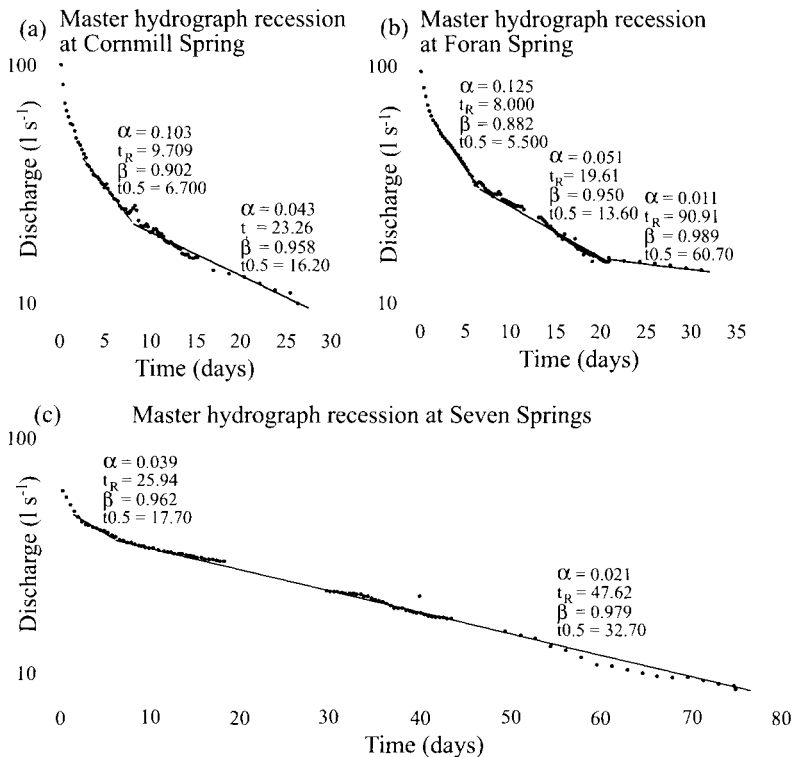 (a)
Master hydrograph recession
at Cornmill Spring
100
10
Discharge (l s⁻¹)
α = 0.103
tR = 9.709
β = 0.902
t0.5 = 6.700
α = 0.043
t = 23.26
β = 0.958
t0.5 = 16.20
0 5 10 15 20 25 30
Time (days)
(b)
Master hydrograph recession
at Foran Spring
100
10
Discharge (l s⁻¹)
α = 0.125
tR = 8.000
β = 0.882
t0.5 = 5.500
α = 0.051
tR = 19.61
β = 0.950
t0.5 = 13.60
α = 0.011
tR = 90.91
β = 0.989
t0.5 = 60.70
0 5 10 15 20 25 30 35
Time (days)
(c)
Master hydrograph recession at Seven Springs
100
10
Discharge (l s⁻¹)
α = 0.039
tR = 25.94
β = 0.962
t0.5 = 17.70
α = 0.021
tR = 47.62
β = 0.979
t0.5 = 32.70
0 10 20 30 40 50 60 70 80
Time (days)